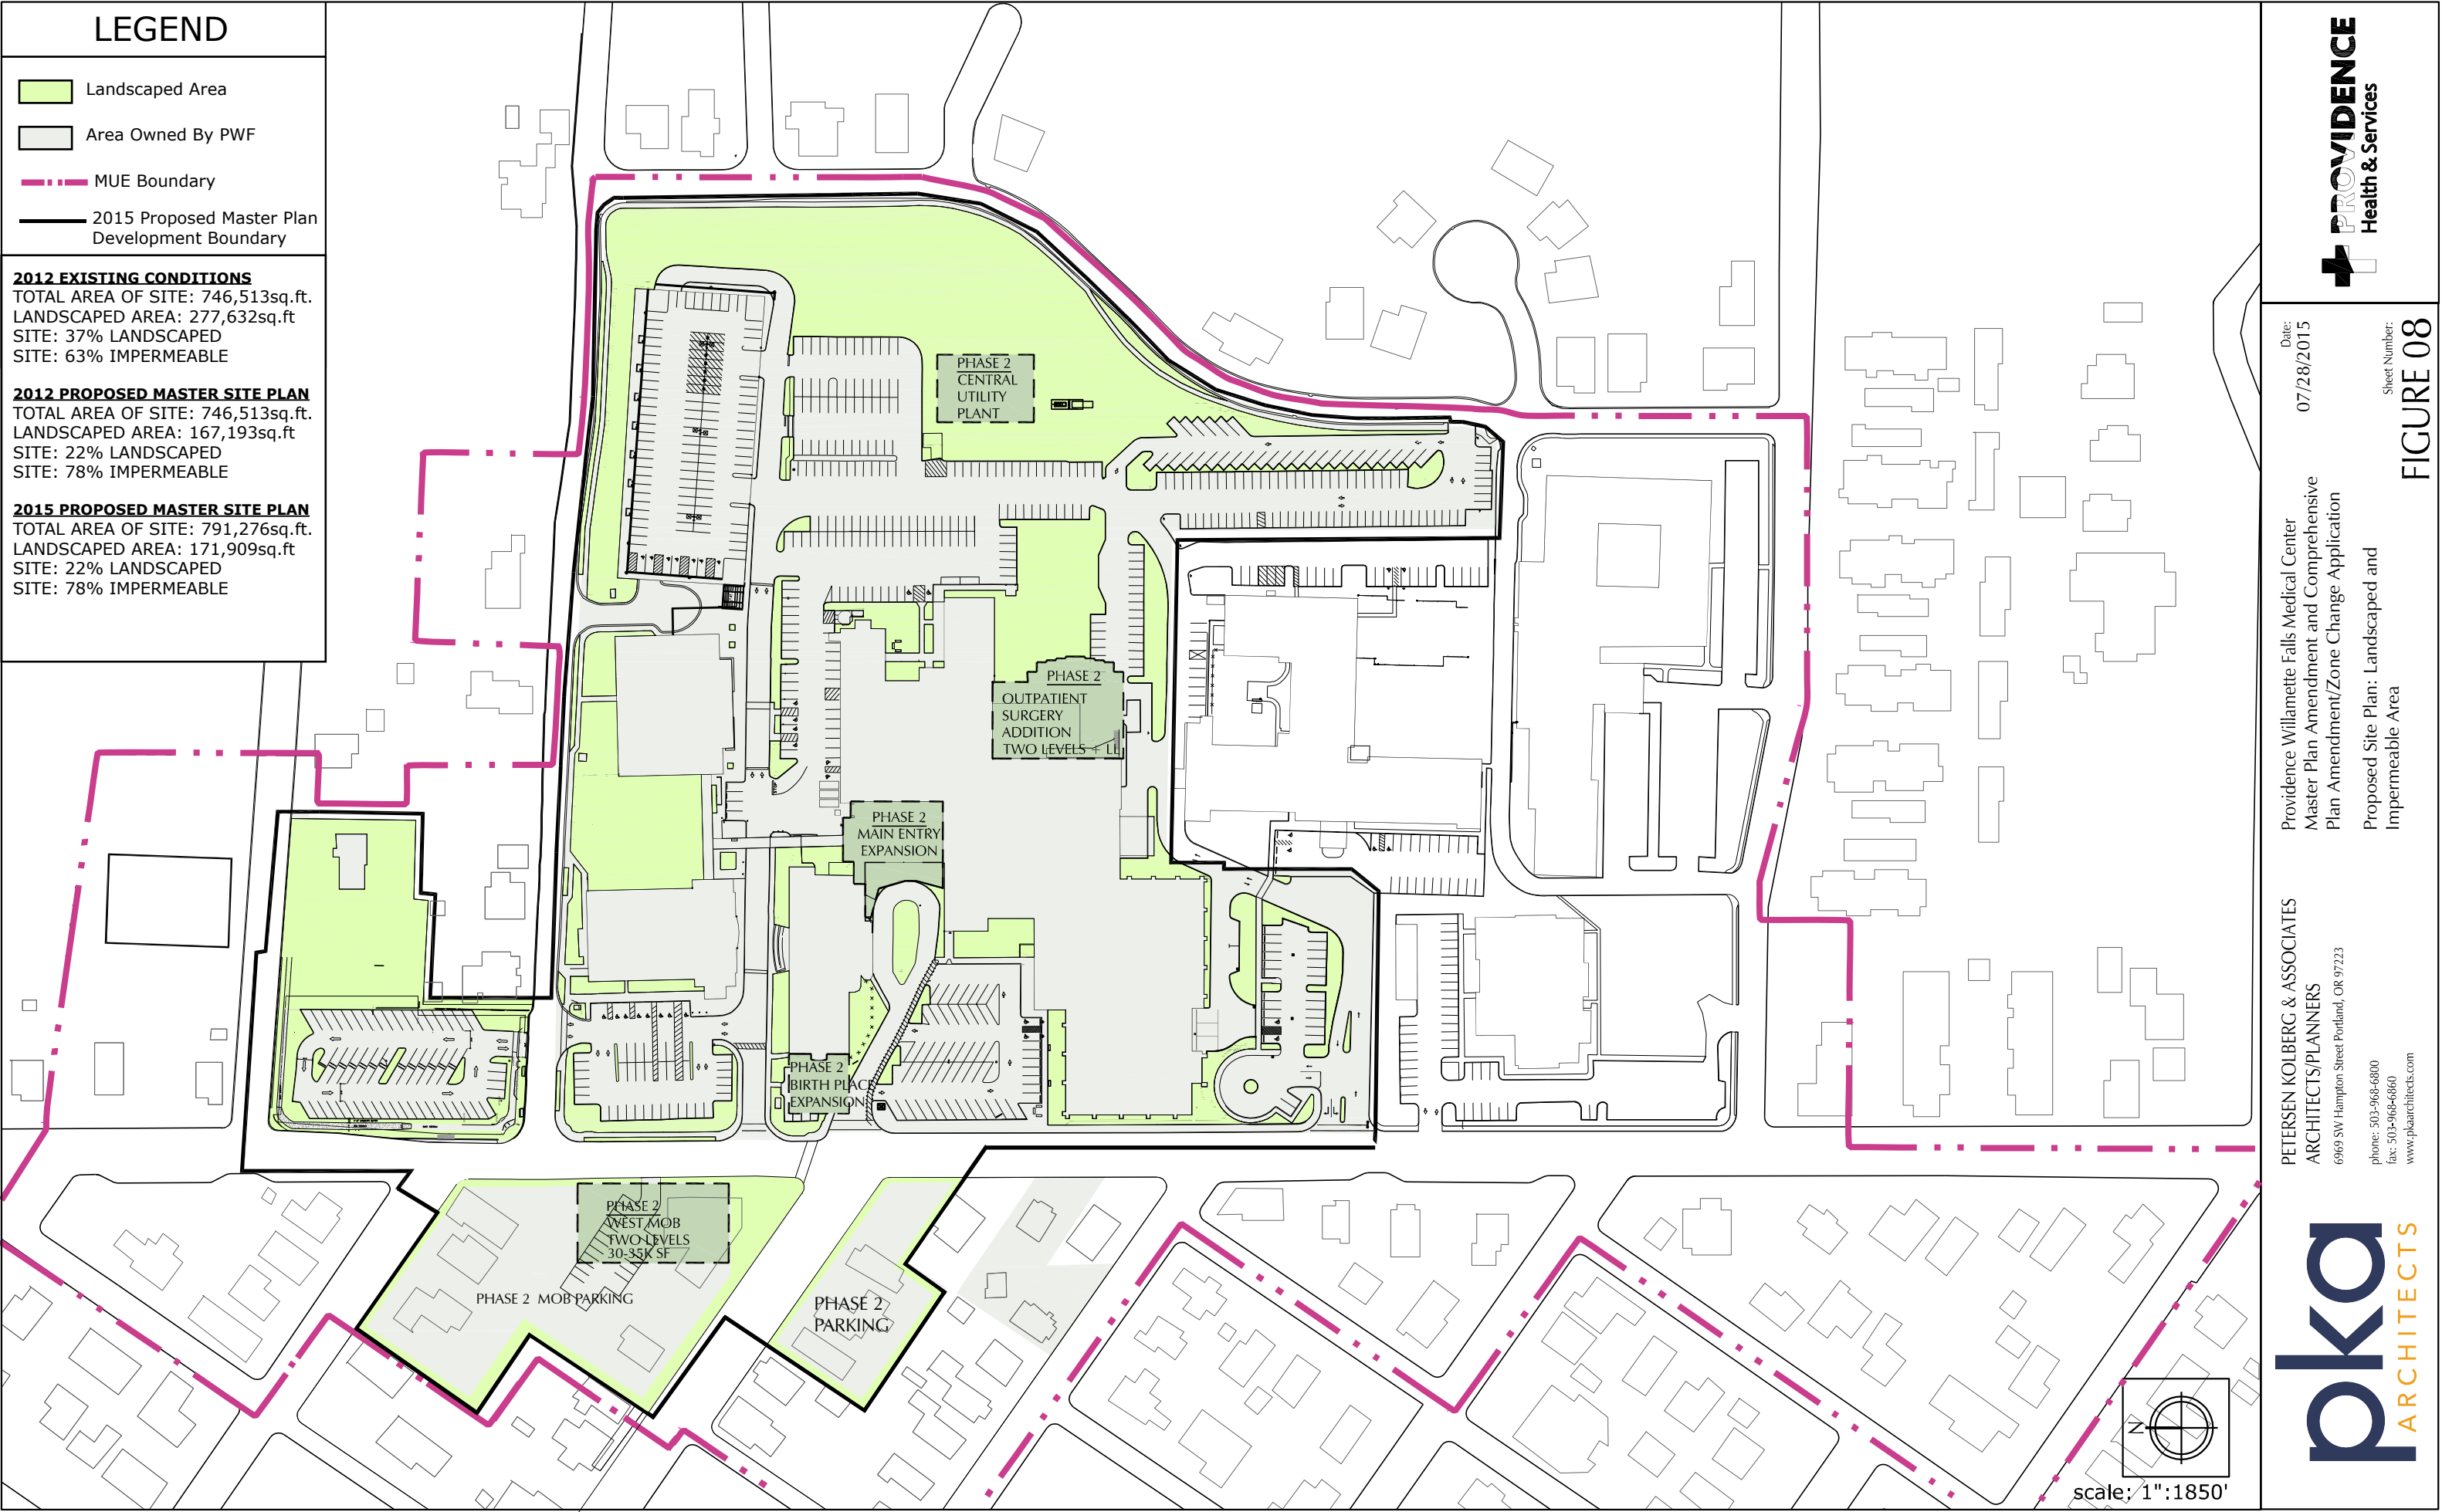 LEGEND
Landscaped Area
Area Owned By PWF
MUE Boundary
2015 Proposed Master Plan
Development Boundary
2012 EXISTING CONDITIONS
TOTAL AREA OF SITE: 746,513sq.ft.
LANDSCAPED AREA: 277,632sq.ft
SITE: 37% LANDSCAPED
SITE: 63% IMPERMEABLE
2012 PROPOSED MASTER SITE PLAN
TOTAL AREA OF SITE: 746,513sq.ft.
LANDSCAPED AREA: 167,193sq.ft
SITE: 22% LANDSCAPED
SITE: 78% IMPERMEABLE
2015 PROPOSED MASTER SITE PLAN
TOTAL AREA OF SITE: 791,276sq.ft.
LANDSCAPED AREA: 171,909sq.ft
SITE: 22% LANDSCAPED
SITE: 78% IMPERMEABLE
PHASE 2
CENTRAL
UTILITY
PLANT
PHASE 2
OUTPATIENT
SURGERY
ADDITION
TWO LEVELS + LL
PHASE 2
MAIN ENTRY
EXPANSION
PHASE 2
BIRTH PLACE
EXPANSION
PHASE 2
WEST MOB
TWO LEVELS
30-35K SF
PHASE 2 MOB PARKING
PHASE 2
PARKING
PROVIDENCE
Health & Services
Date:
07/28/2015
Sheet Number:
FIGURE 08
Providence Willamette Falls Medical Center
Master Plan Amendment and Comprehensive
Plan Amendment/Zone Change Application
Proposed Site Plan: Landscaped and
Impermeable Area
PETERSEN KOLBERG & ASSOCIATES
ARCHITECTS/PLANNERS
6969 SW Hampton Street Portland, OR 97223
phone: 503-968-6800
fax: 503-968-6860
www.pkaarchitects.com
pka
ARCHITECTS
N
scale: 1":1850'